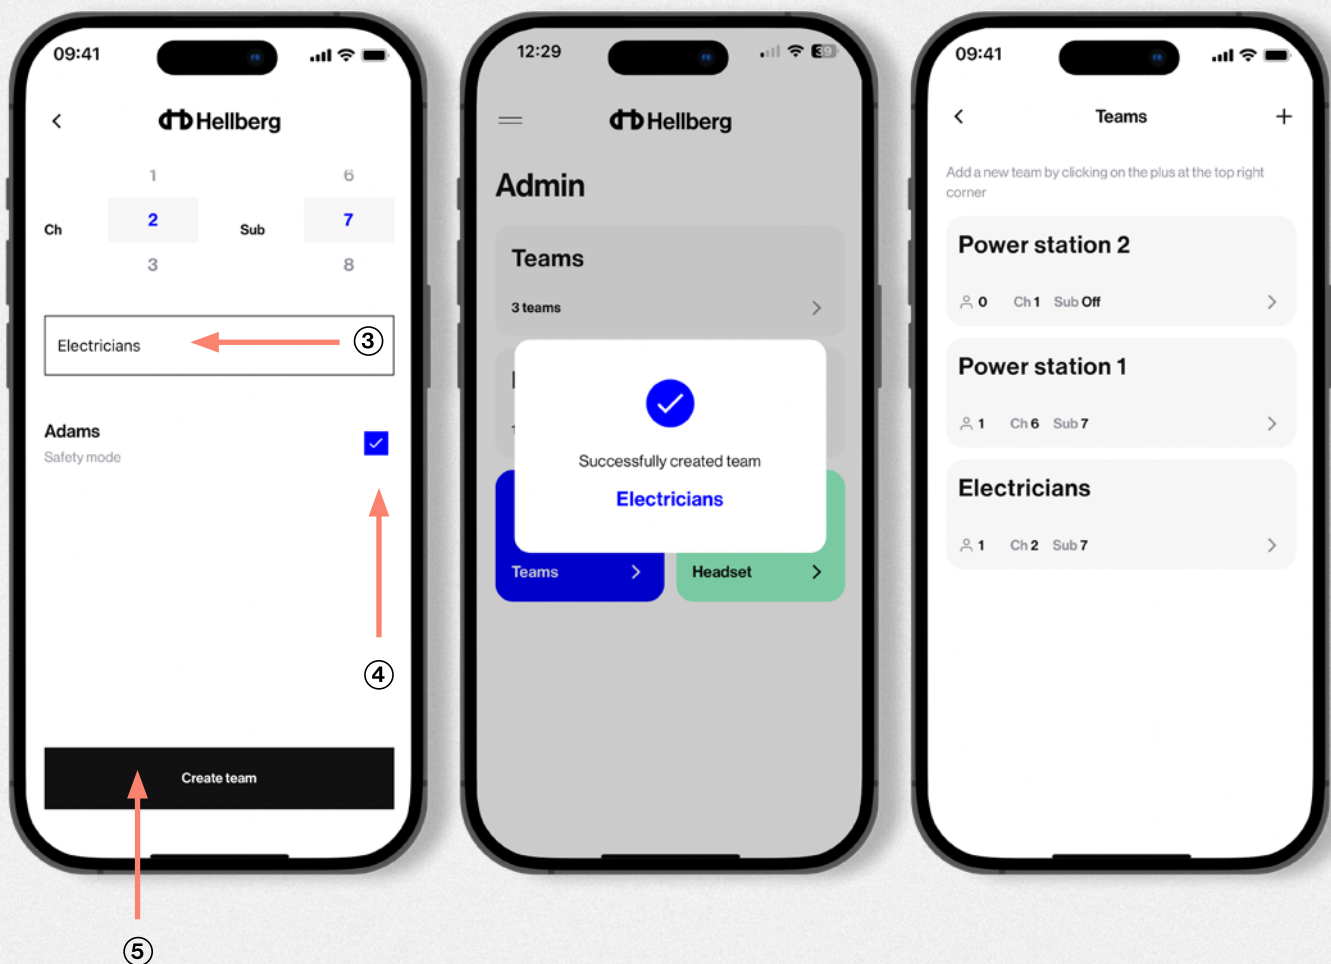 09:41
Hellberg
1 6
Ch 2 Sub 7
3 8
Electricians
③
Adams
Safety mode
④
Create team
⑤
12:29
39
Hellberg
Admin
Teams
3 teams
Successfully created team
Electricians
Teams
Headset
09:41
Teams
Add a new team by clicking on the plus at the top right
corner
Power station 2
0 Ch 1 Sub Off
Power station 1
1 Ch 6 Sub 7
Electricians
1 Ch 2 Sub 7